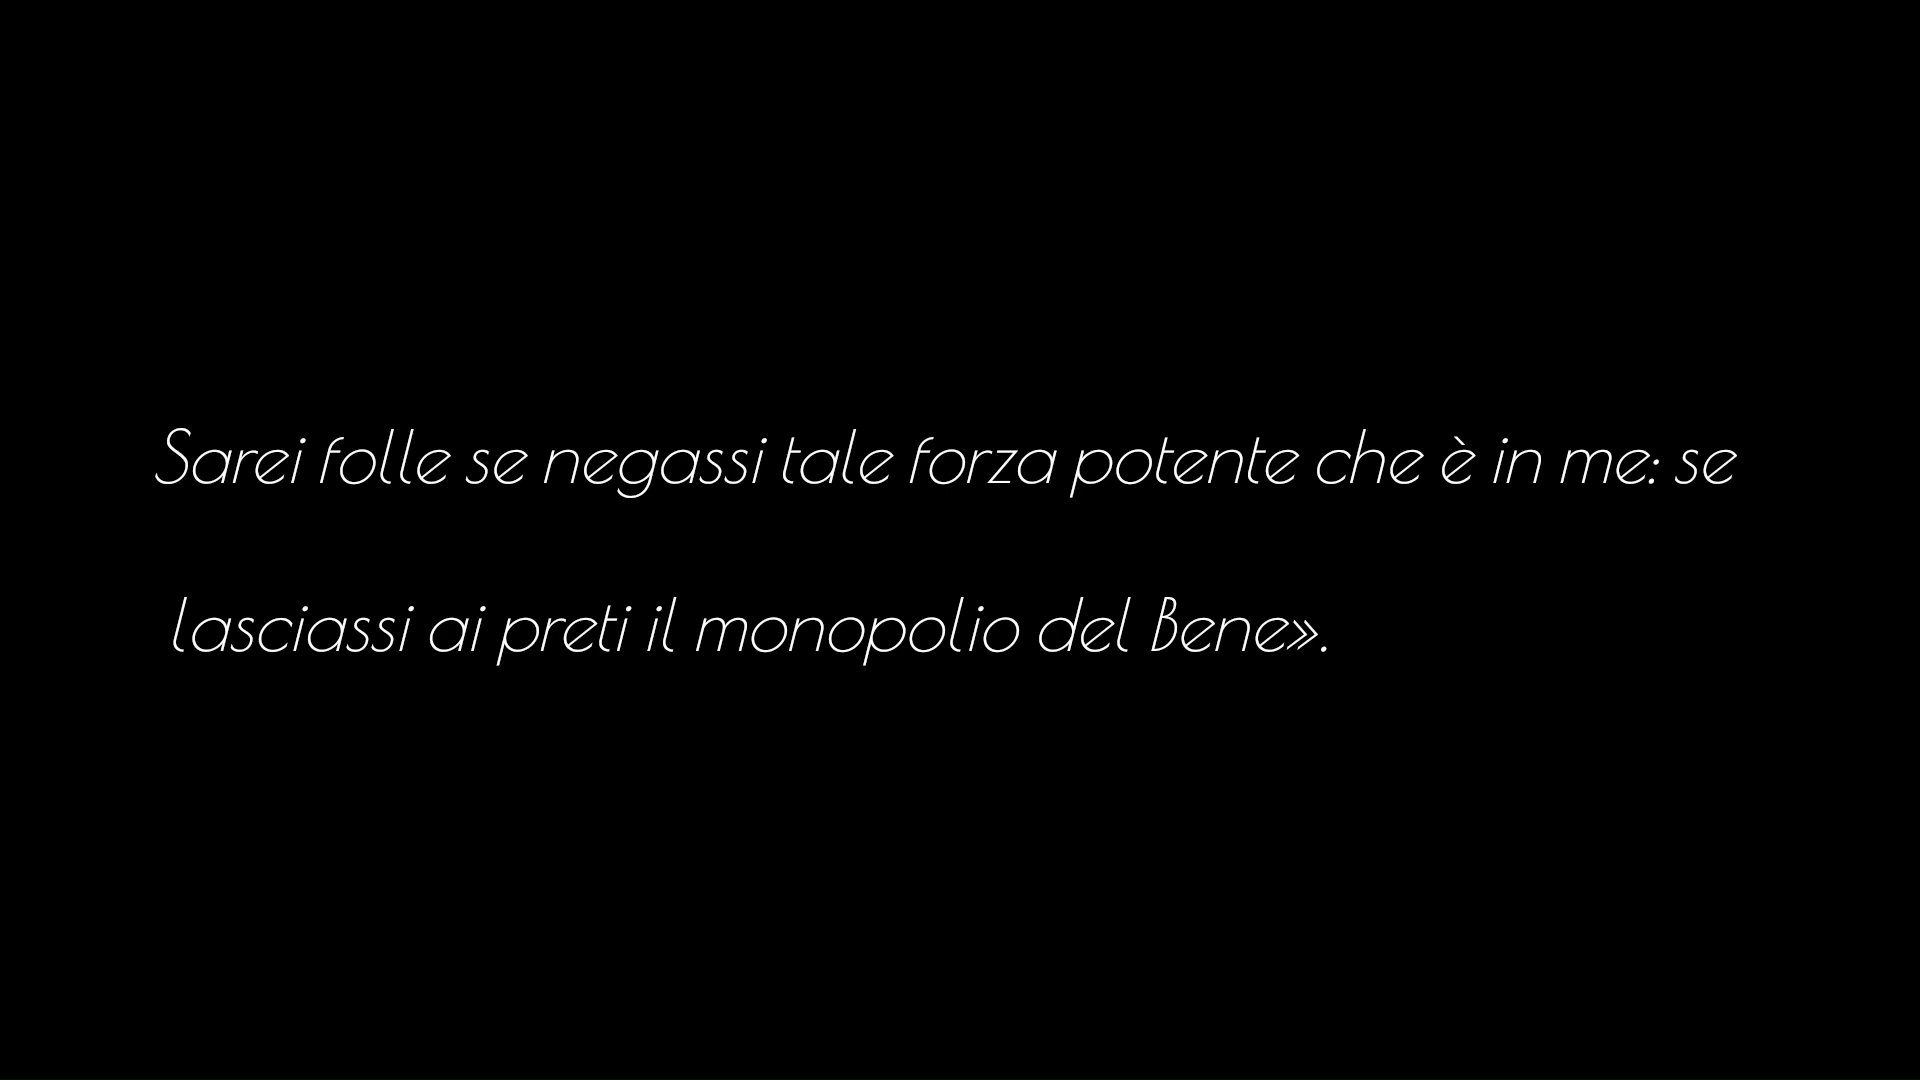 Sarei folle se negassi tale forza potente che è in me: se
lasciassi ai preti il monopolio del Bene».